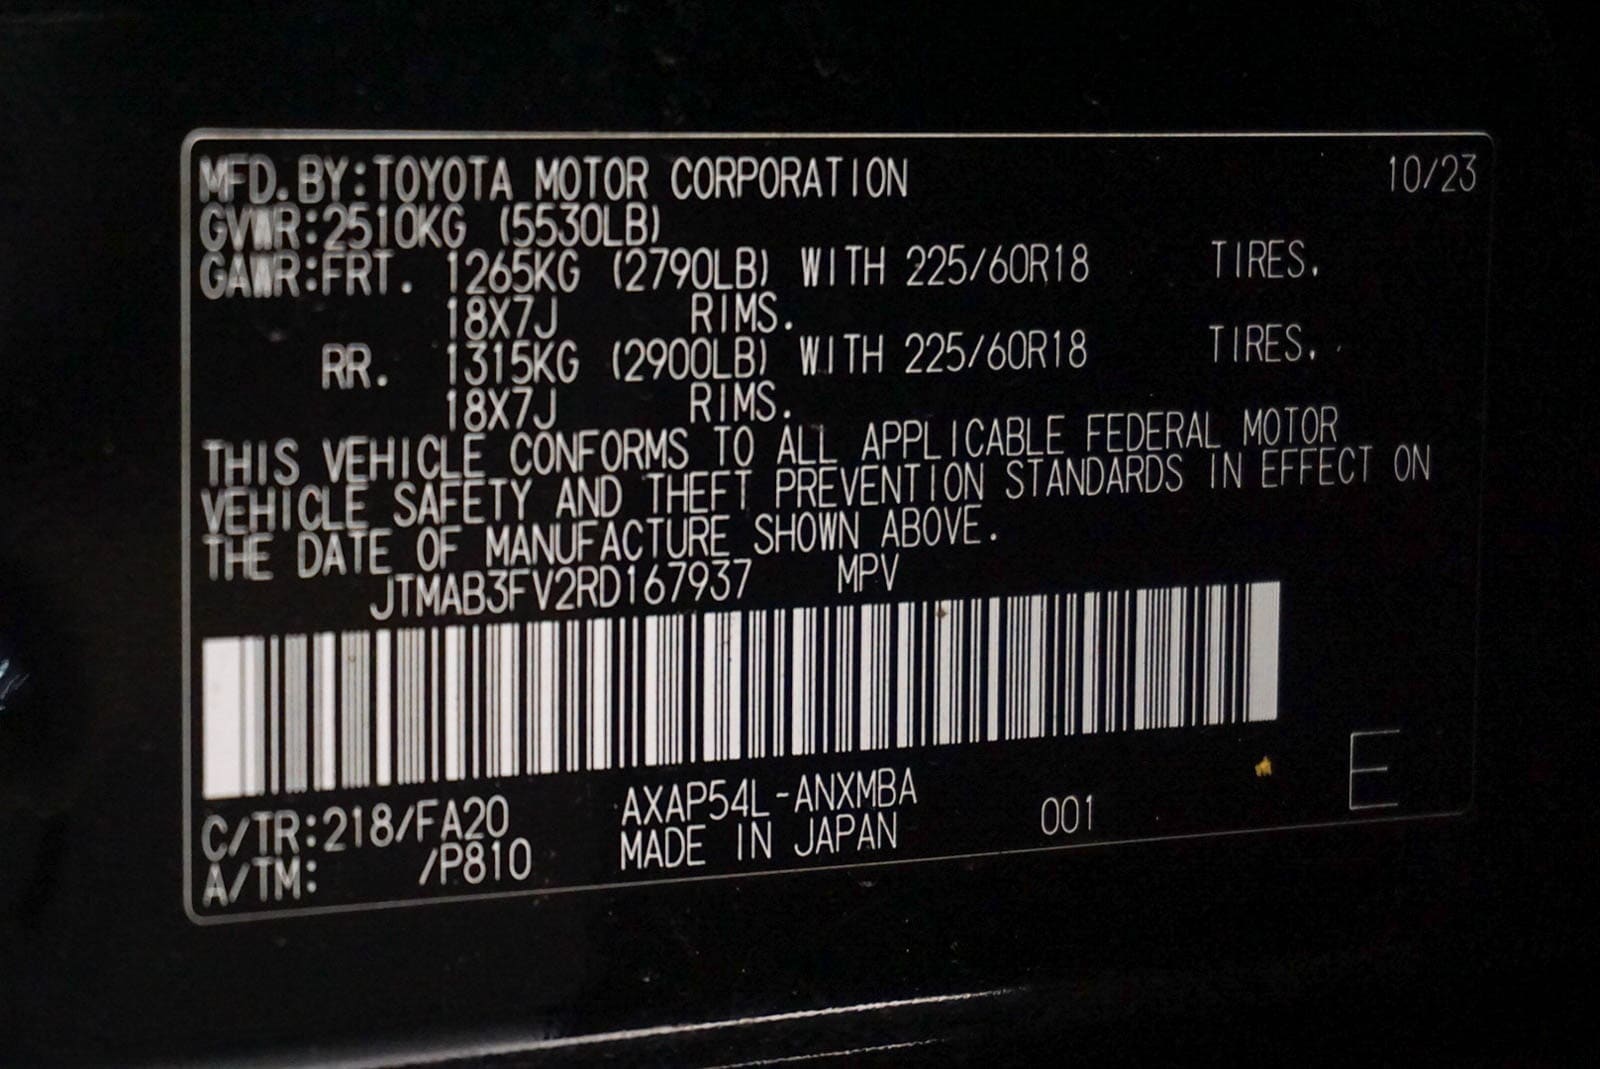 MFD. BY: TOYOTA MOTOR CORPORATION 10/23
GVWR: 2510KG (5530LB)
GAWR: FRT. 1265KG (2790LB) WITH 225/60R18 TIRES.
18X7J RIMS.
RR. 1315KG (2900LB) WITH 225/60R18 TIRES.
18X7J RIMS.
THIS VEHICLE CONFORMS TO ALL APPLICABLE FEDERAL MOTOR
VEHICLE SAFETY AND THEFT PREVENTION STANDARDS IN EFFECT ON
THE DATE OF MANUFACTURE SHOWN ABOVE.
JTMAB3FV2RD167937 MPV
C/TR:218/FA20 AXAP54L-ANXMBA 001 E
A/TM: /P810 MADE IN JAPAN